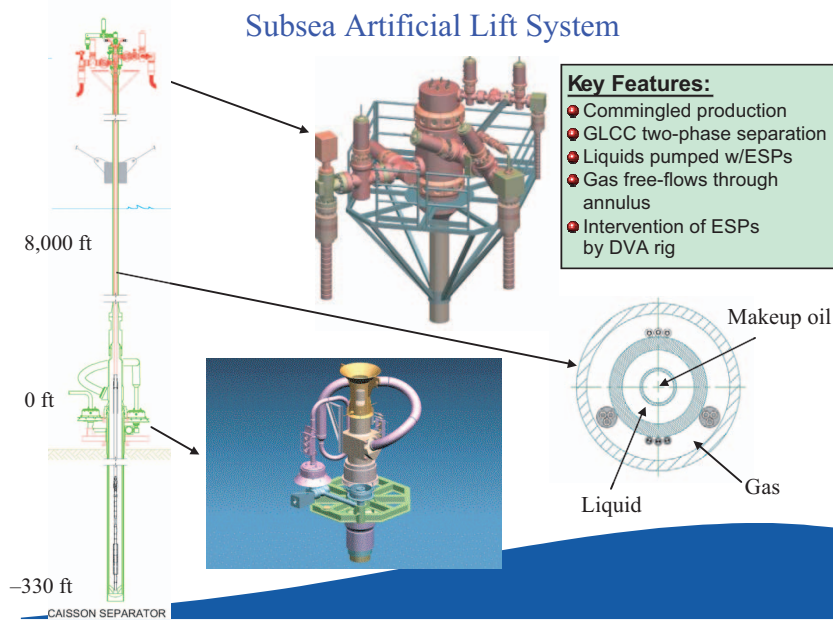 Subsea Artificial Lift System
Key Features:
Commingled production
GLCC two-phase separation
Liquids pumped w/ESPs
Gas free-flows through
annulus
Intervention of ESPs
by DVA rig
8,000 ft
0 ft
–330 ft
CAISSON SEPARATOR
Makeup oil
Gas
Liquid